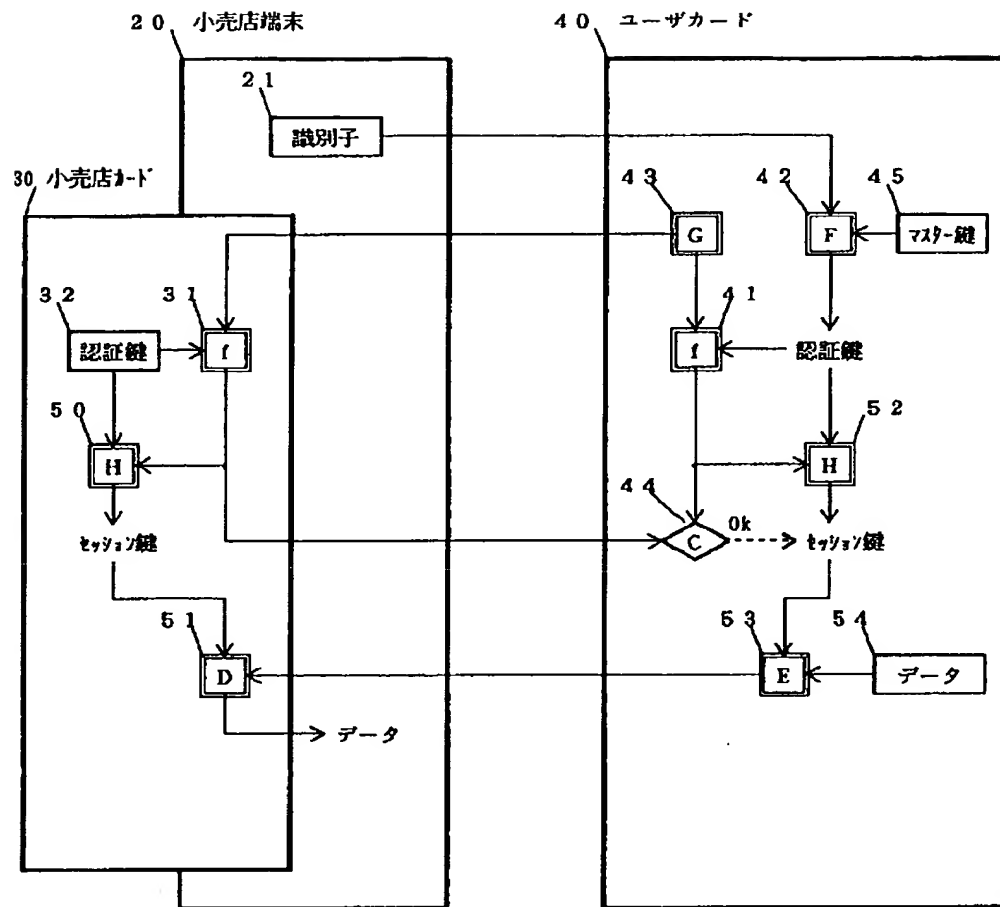 ２０ 小売店端末
４０ ユーザカード
２１
識別子
30 小売店ｶｰﾄﾞ
４３
４２
４５
G
F
ﾏｽﾀｰ鍵
３２
３１
４１
認証鍵
f
f
認証鍵
５０
５２
H
H
４４
Ok
ｾｯｼｮﾝ鍵
C
ｾｯｼｮﾝ鍵
５１
５３
５４
D
E
データ
データ